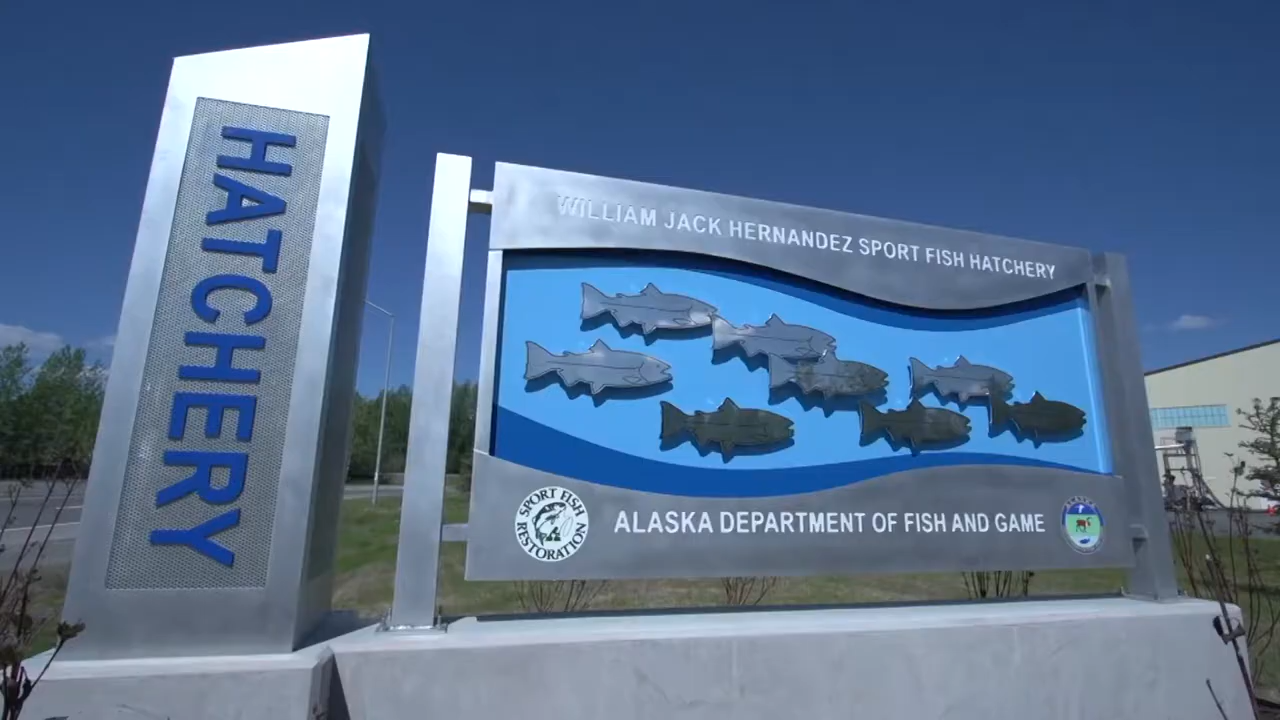 HATCHERY
WILLIAM JACK HERNANDEZ SPORT FISH HATCHERY
SPORT FISH
RESTORATION
ALASKA DEPARTMENT OF FISH AND GAME